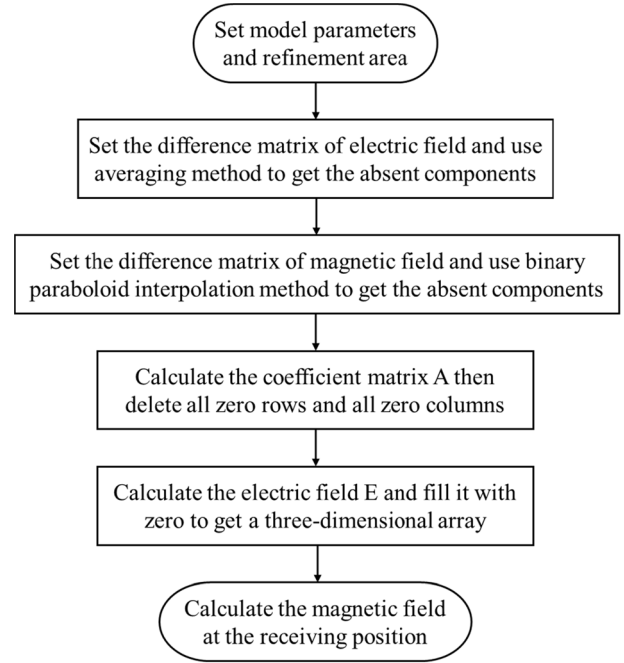 Set model parameters
and refinement area
Set the difference matrix of electric field and use
averaging method to get the absent components
Set the difference matrix of magnetic field and use binary
paraboloid interpolation method to get the absent components
Calculate the coefficient matrix A then
delete all zero rows and all zero columns
Calculate the electric field E and fill it with
zero to get a three-dimensional array
Calculate the magnetic field
at the receiving position